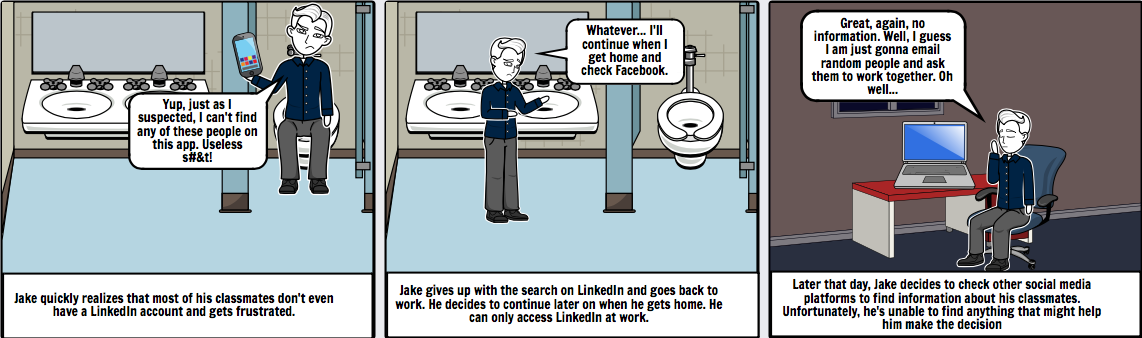 Yup, just as I
suspected, I can't find
any of these people on
this app. Useless
s#&t!
Jake quickly realizes that most of his classmates don't even
have a LinkedIn account and gets frustrated.
Whatever... I'll
continue when I
get home and
check Facebook.
Jake gives up with the search on LinkedIn and goes back to
work. He decides to continue later on when he gets home. He
can only access LinkedIn at work.
Great, again, no
information. Well, I guess
I am just gonna email
random people and ask
them to work together. Oh
well...
Later that day, Jake decides to check other social media
platforms to find information about his classmates.
Unfortunately, he's unable to find anything that might help
him make the decision